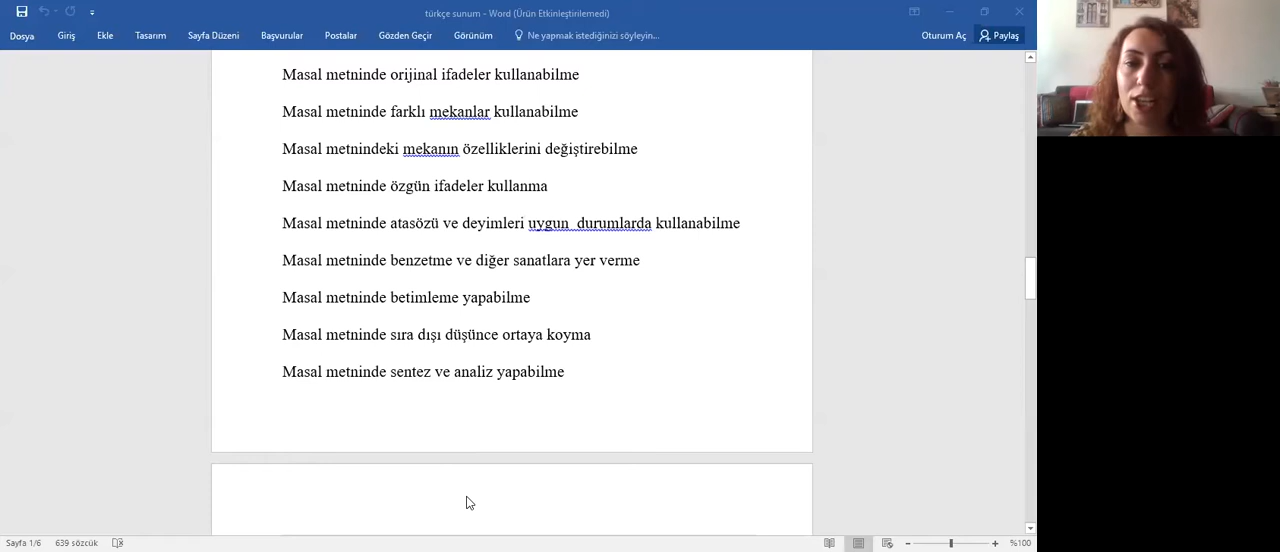 türkçe sunum - Word (Ürün Etkinleştirilemedi)
Dosya Giriş Ekle Tasarım Sayfa Düzeni Başvurular Postalar Gözden Geçir Görünüm Ne yapmak istediğinizi söyleyin... Oturum Aç Paylaş
Masal metninde orijinal ifadeler kullanabilme
Masal metninde farklı mekanlar kullanabilme
Masal metnindeki mekanın özelliklerini değiştirebilme
Masal metninde özgün ifadeler kullanma
Masal metninde atasözü ve deyimleri uygun  durumlarda kullanabilme
Masal metninde benzetme ve diğer sanatlara yer verme
Masal metninde betimleme yapabilme
Masal metninde sıra dışı düşünce ortaya koyma
Masal metninde sentez ve analiz yapabilme
Sayfa 1/6 639 sözcük %100